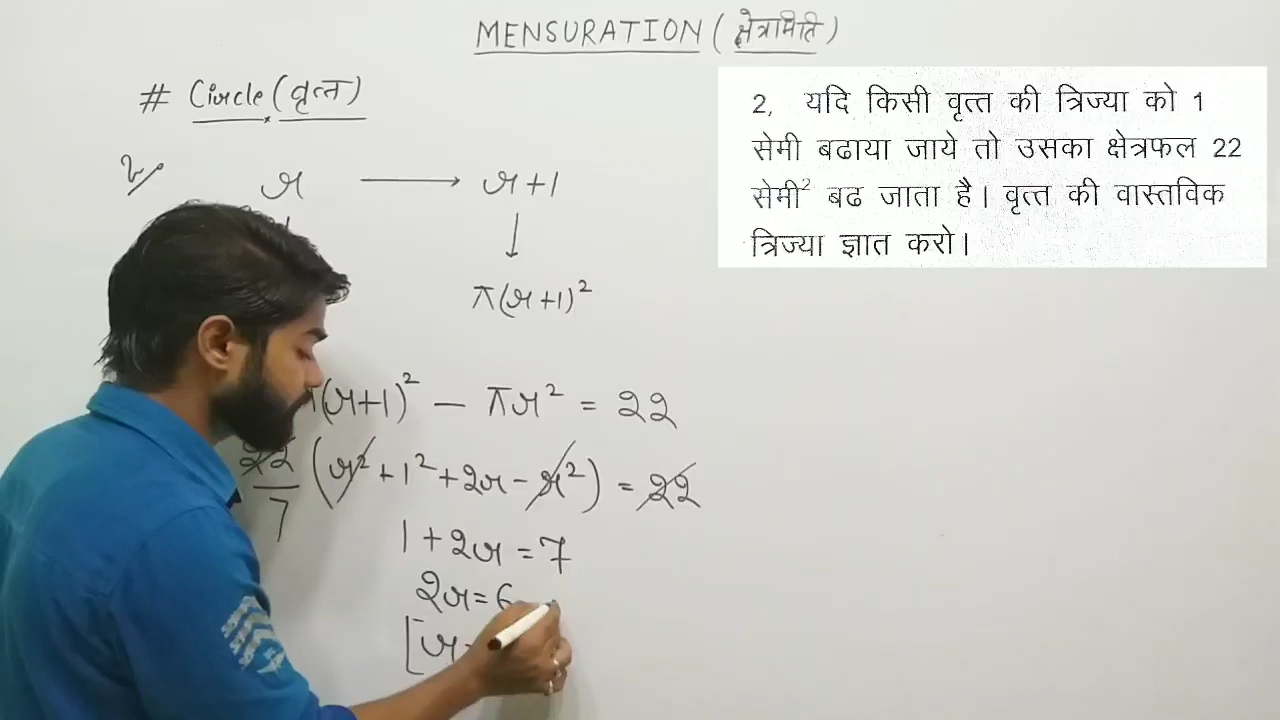 MENSURATION (क्षेत्रामिति)
# Circle (वृत्त)
2, यदि किसी वृत्त की त्रिज्या को 1
सेमी बढाया जाये तो उसका क्षेत्रफल 22
सेमी² बढ जाता है। वृत्त की वास्तविक
त्रिज्या ज्ञात करो।
2
r → r+1
↓
π(r+1)²
(r+1)² - πr² = 22
22/7 (r² + 1² + 2r - r²) = 22
1 + 2r = 7
2r = 6
[r